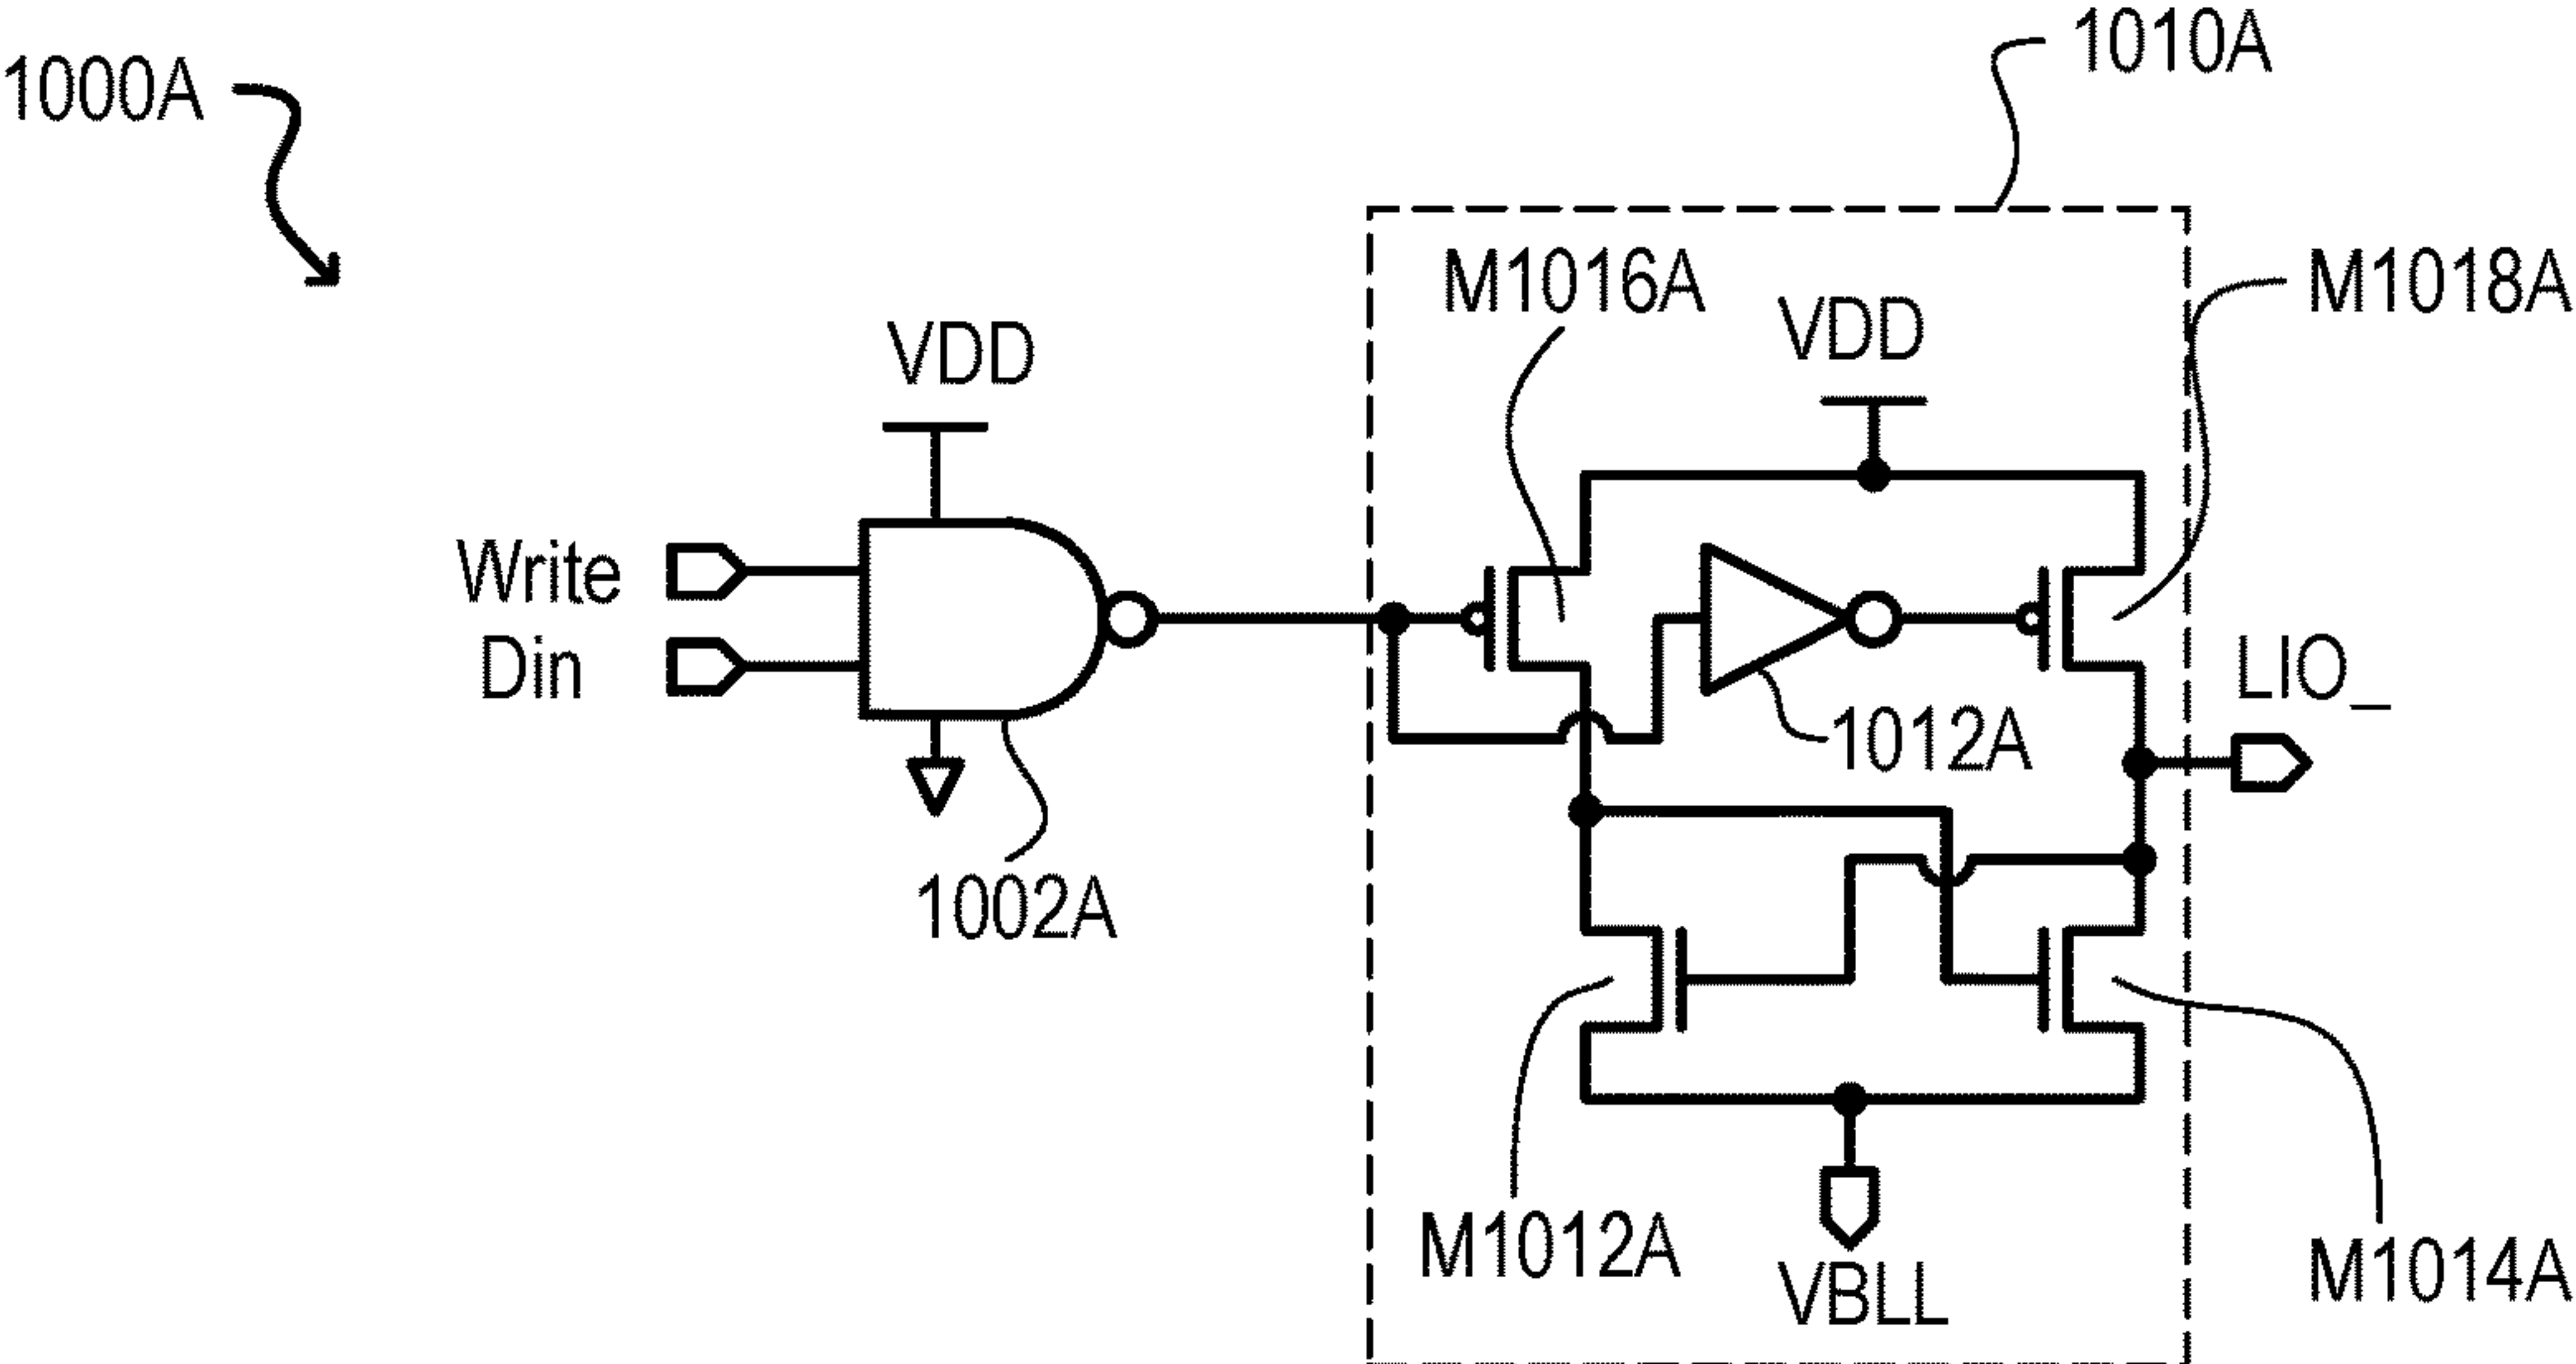 1000A
1010A
M1016A
M1018A
VDD
VDD
Write
Din
LIO_
1012A
1002A
M1012A
M1014A
VBLL